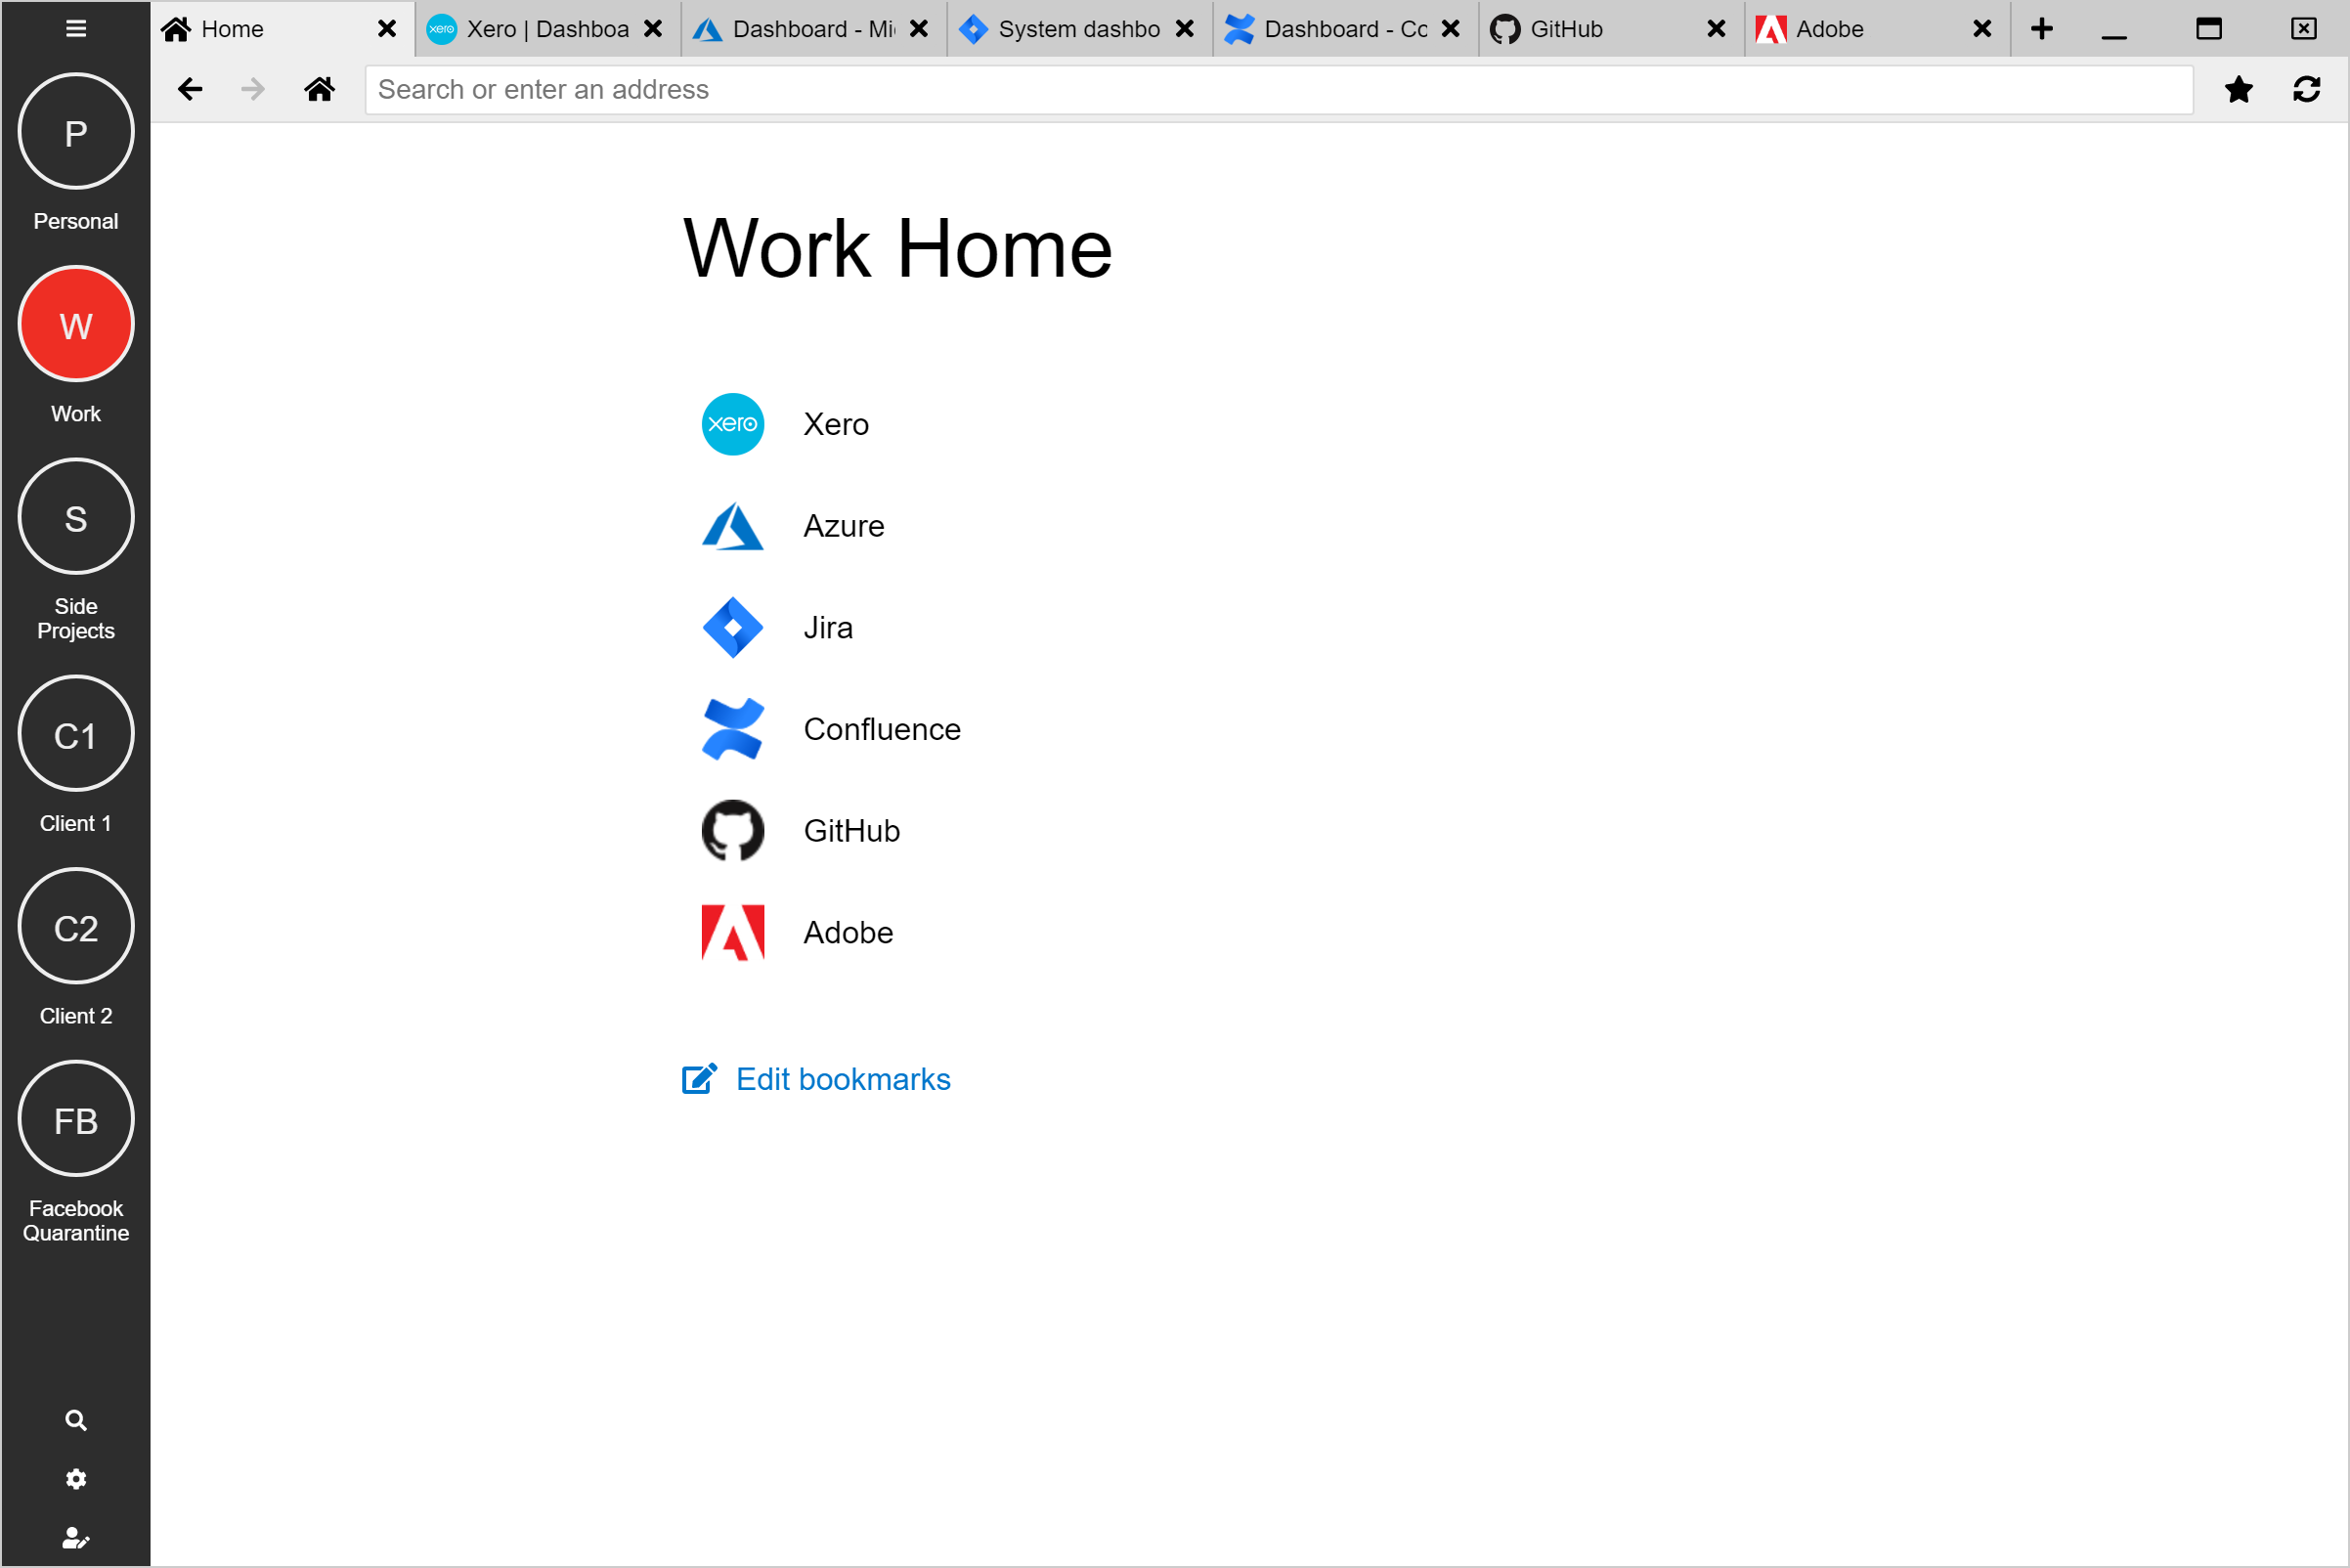 Home
Xero | Dashboa
Dashboard - Mi
System dashbo
Dashboard - Co
GitHub
Adobe
Search or enter an address
P
Personal
W
Work
S
Side
Projects
C1
Client 1
C2
Client 2
FB
Facebook
Quarantine
Work Home
xero
Xero
Azure
Jira
Confluence
GitHub
Adobe
Edit bookmarks